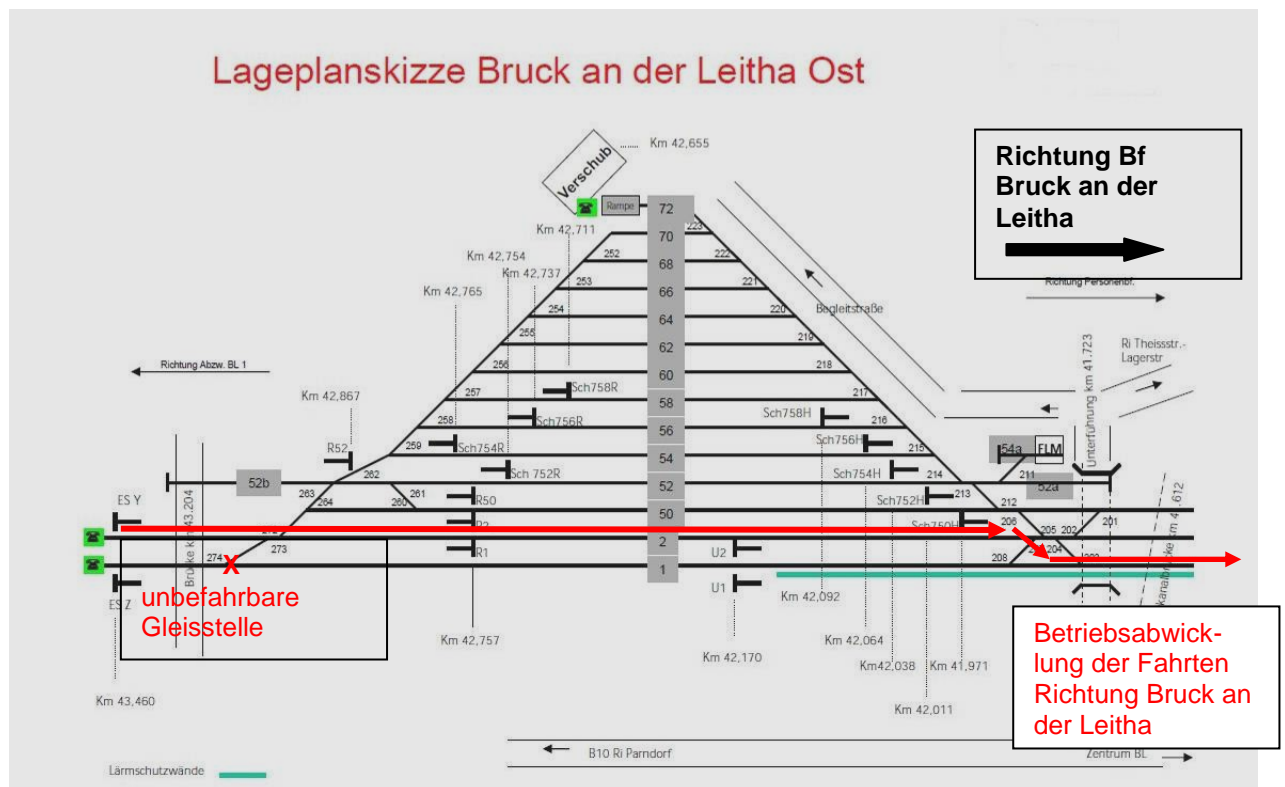 Lageplanskizze Bruck an der Leitha Ost
Richtung Bf
Bruck an der
Leitha
Richtung Personenbf.
Verschub
Km 42,655
Rampe
72
223
Km 42,711
70
252
222
Km 42,754
68
Km 42,737
253
221
Km 42,765
66
254
220
Begleitstraße
64
255
219
62
256
218
Richtung Abzw. BL 1
60
257
217
Sch758R
Km 42,867
58
258
216
Sch758H
Sch756R
56
259
215
Sch756H
R52
Sch754R
54
54a
FLM
Ri Theissstr.-
Lagerstr
Unterführung km 41.723
262
Sch 752R
Sch754H
214
211
52b
52
52a
263
264
261
260
R50
Sch752H
213
212
ES Y
50
R2
Sch750H
206
205
202
201
Brücke km 43.204
2
273
R1
U2
204
274
X
1
208
ES Z
U1
unbefahrbare
Gleisstelle
Km 42,092
Km 42,757
Km 42,064
Km 42,170
Km42,038
Km 41,971
Km 43,460
Km 42,011
Betriebsabwick-
lung der Fahrten
Richtung Bruck an
der Leitha
B10 Ri Parndorf
Zentrum BL
Lärmschutzwände